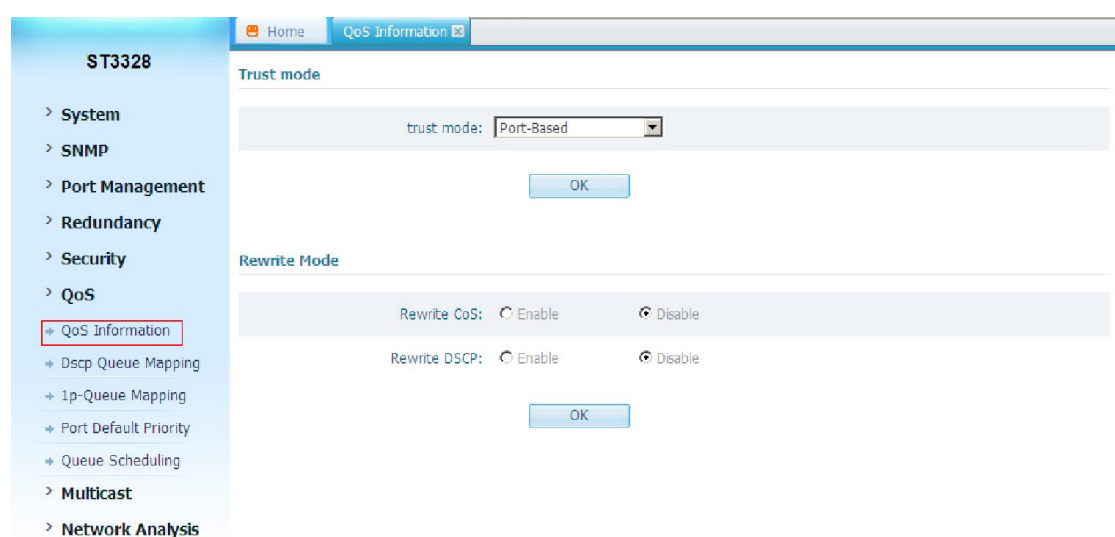 Home
QoS Information
ST3328
System
SNMP
Port Management
Redundancy
Security
QoS
QoS Information
Dscp Queue Mapping
1p-Queue Mapping
Port Default Priority
Queue Scheduling
Multicast
Network Analysis
Trust mode
trust mode: Port-Based
OK
Rewrite Mode
Rewrite CoS: Enable Disable
Rewrite DSCP: Enable Disable
OK